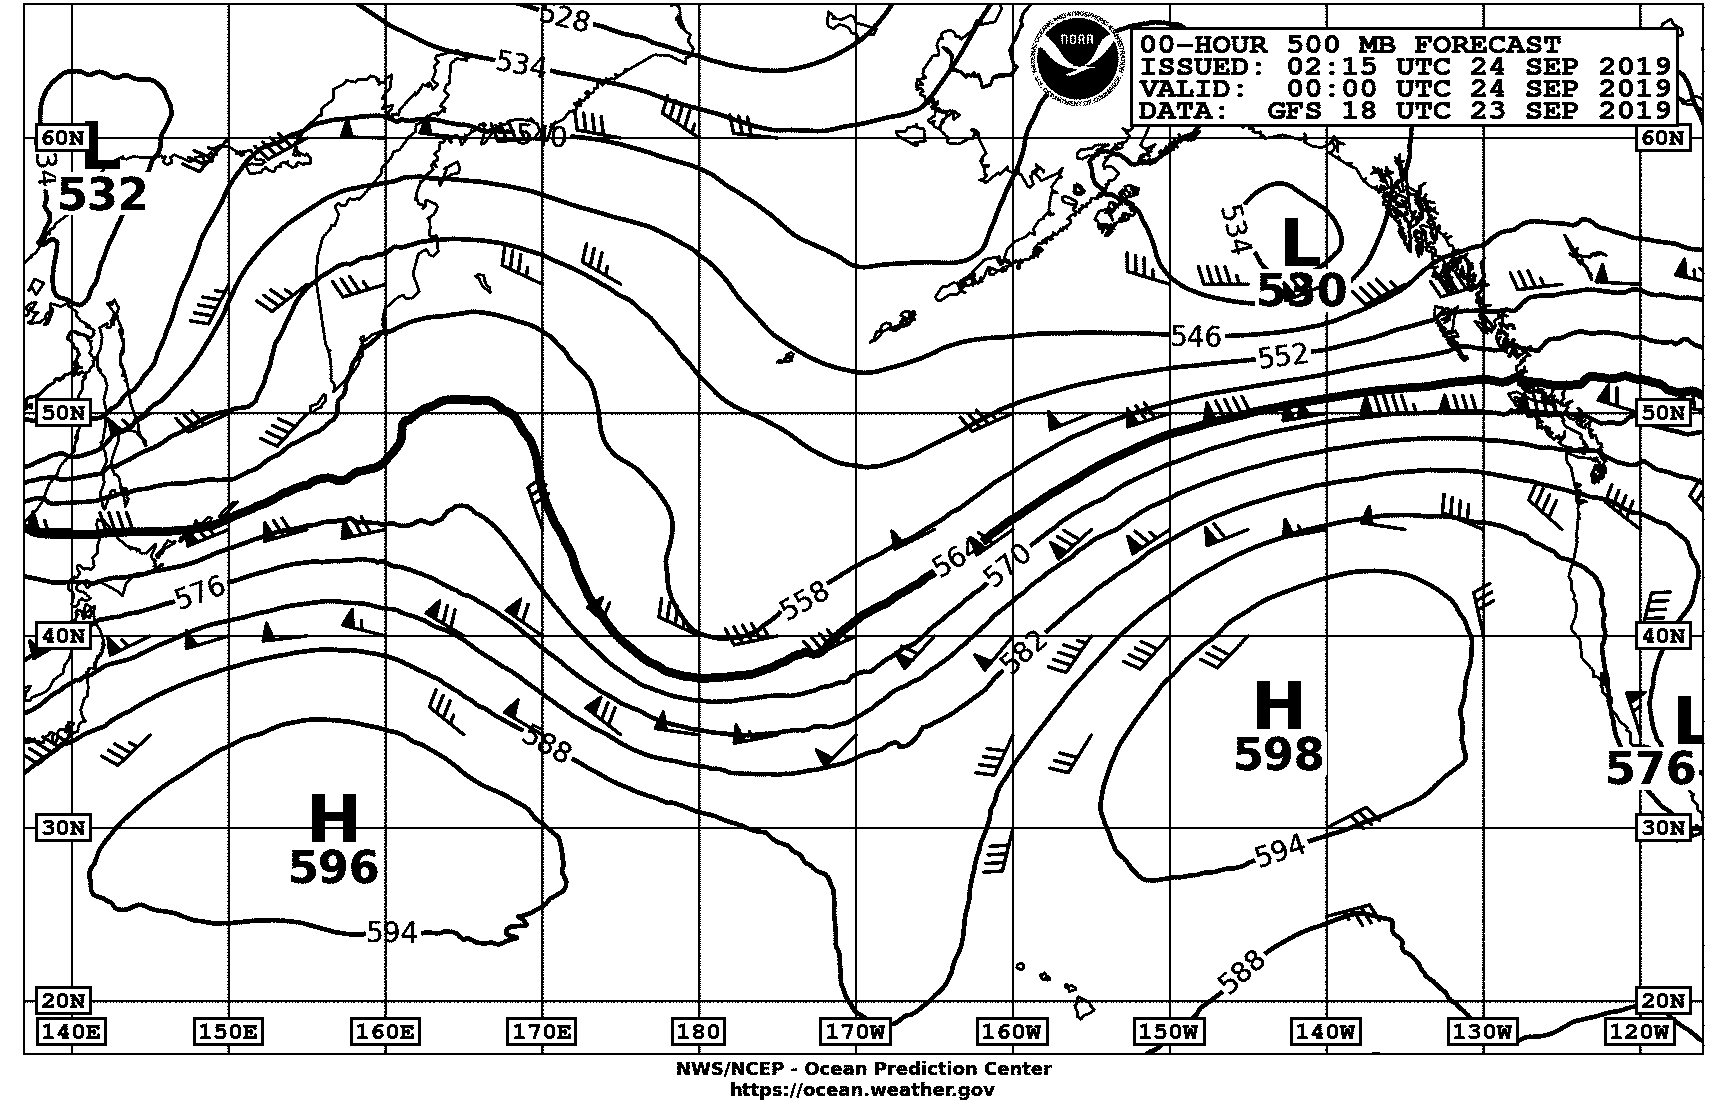 528
534
NOAA
00-HOUR 500 MB FORECAST
ISSUED: 02:15 UTC 24 SEP 2019
VALID:  00:00 UTC 24 SEP 2019
DATA:  GFS 18 UTC 23 SEP 2019
60N
L
532
540
60N
534
L
530
546
552
50N
50N
564
570
576
558
40N
582
40N
H
598
L
576
588
H
596
30N
594
30N
594
588
20N
20N
140E 150E 160E 170E 180 170W 160W 150W 140W 130W 120W
NWS/NCEP - Ocean Prediction Center
https://ocean.weather.gov